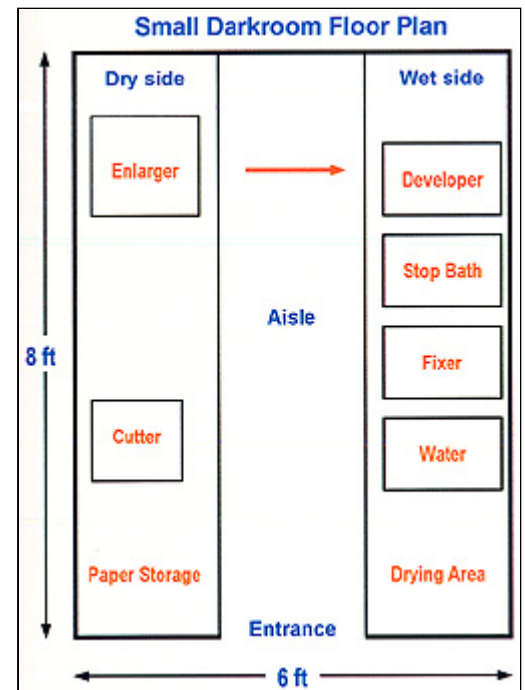 Small Darkroom Floor Plan
Dry side
Wet side
Enlarger
Developer
Stop Bath
Aisle
8 ft
Fixer
Cutter
Water
Paper Storage
Drying Area
Entrance
6 ft